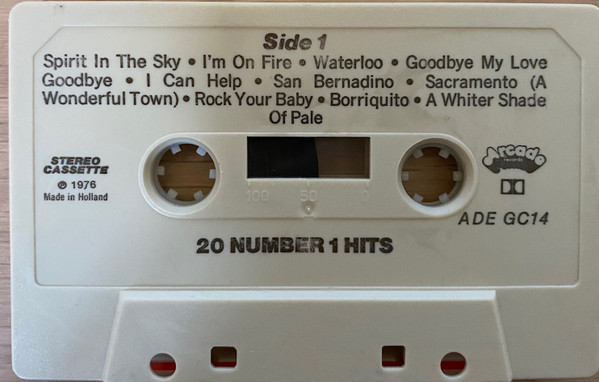 Side 1
Spirit In The Sky • I'm On Fire • Waterloo • Goodbye My Love
Goodbye • I Can Help • San Bernadino • Sacramento (A
Wonderful Town) • Rock Your Baby • Borriquito • A Whiter Shade
Of Pale
STEREO
CASSETTE
℗ 1976
Made in Holland
100 50 0
Arcade
records
ADE GC14
20 NUMBER 1 HITS